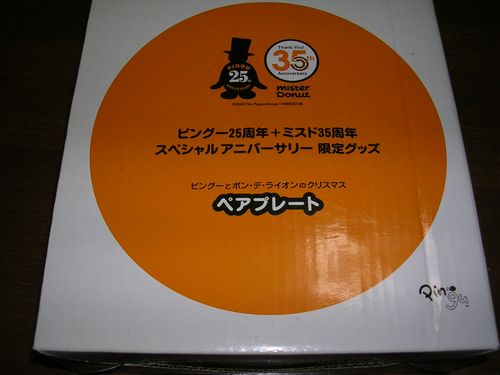 PINGU
25th
ANNIVERSARY
Thank You!
35th
Anniversary
mister
Donut
ピングー25周年+ミスド35周年
スペシャル アニバーサリー 限定グッズ
ピングーとポン・デ・ライオンのクリスマス
ペアプレート
Pingu